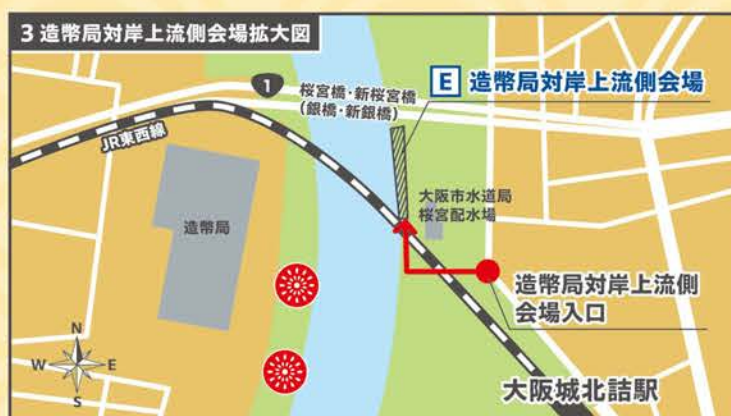 3 造幣局対岸上流側会場拡大図
1
桜宮橋・新桜宮橋
(銀橋・新銀橋)
E 造幣局対岸上流側会場
JR東西線
大阪市水道局
桜宮配水場
造幣局
造幣局対岸上流側
会場入口
N
W E
S
大阪城北詰駅